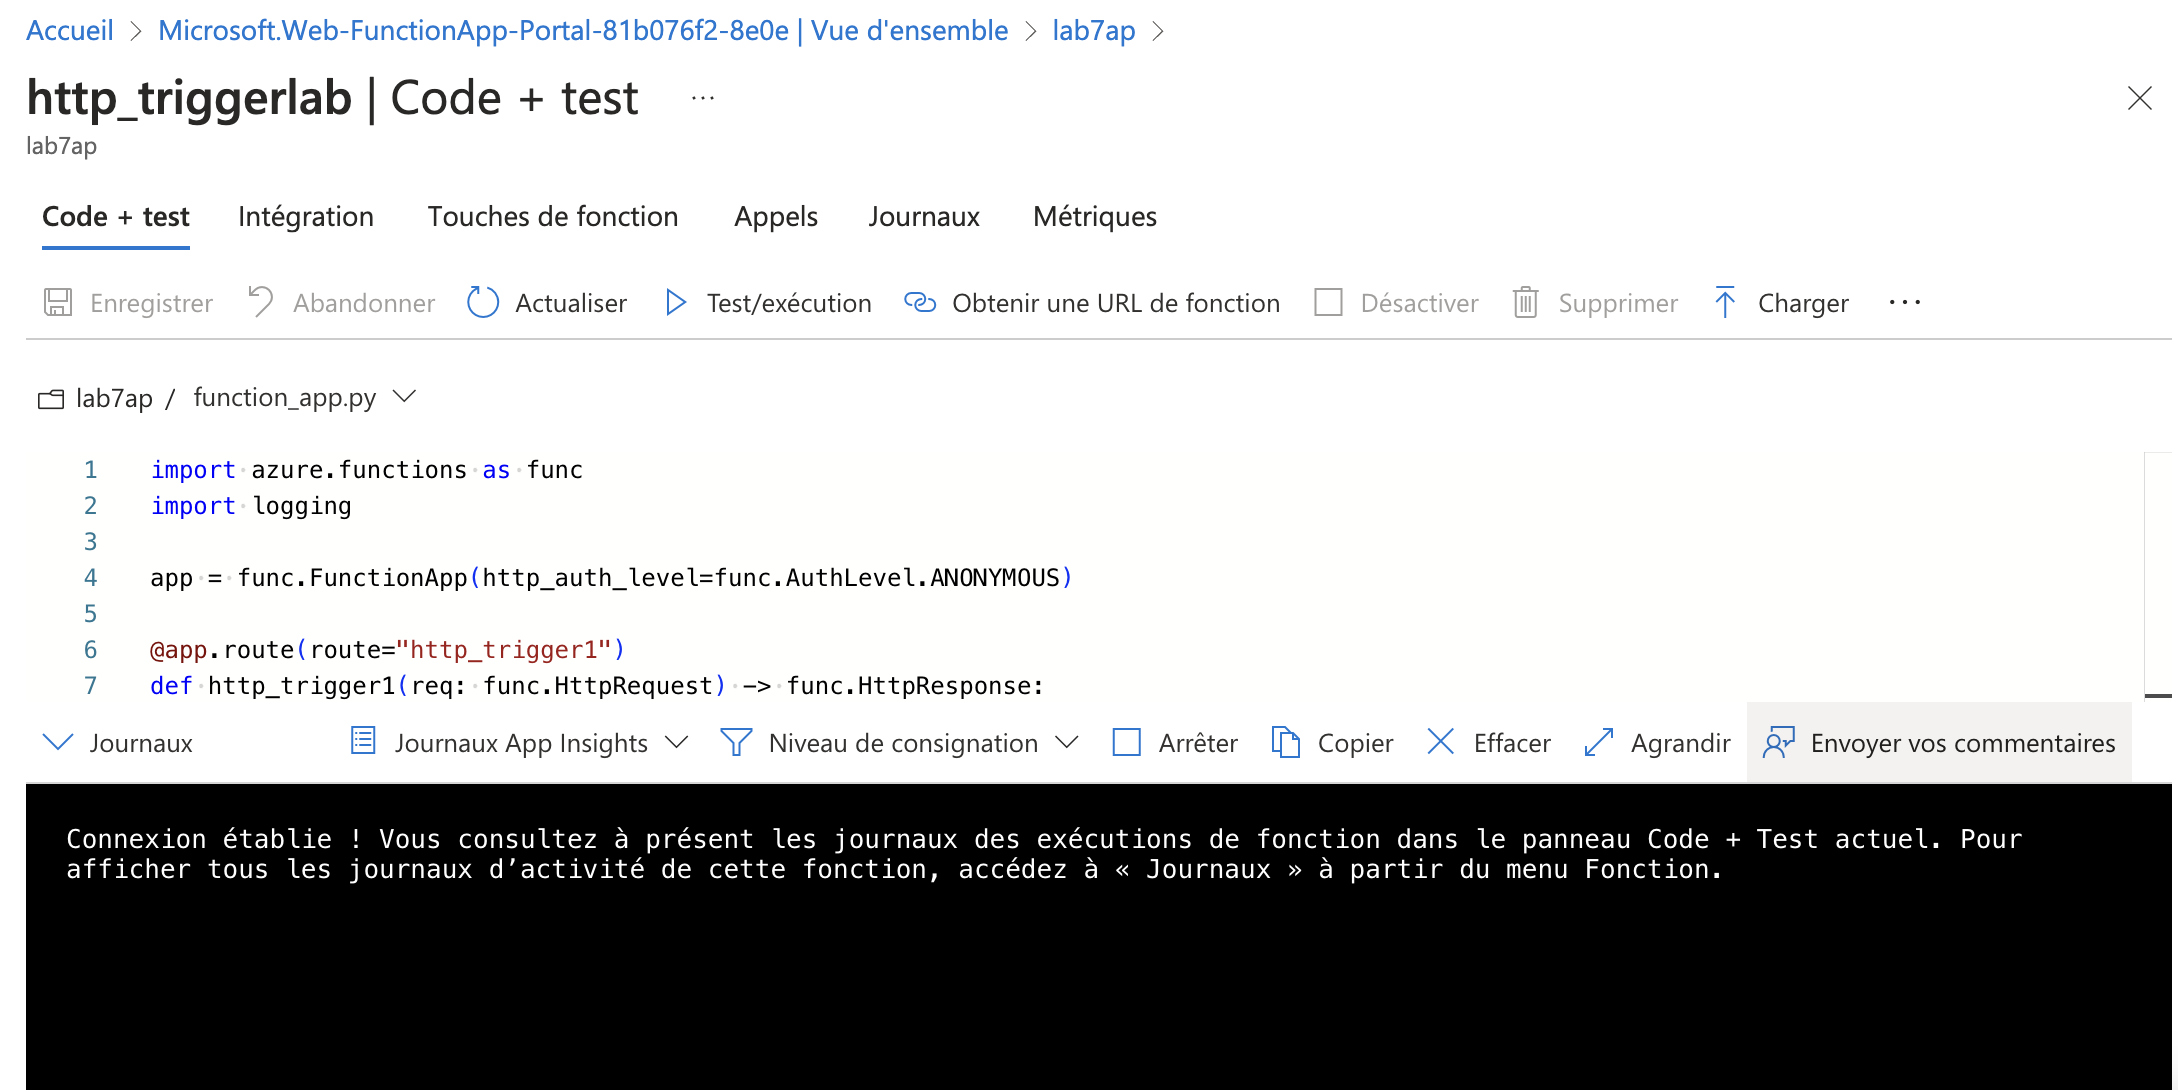 Accueil > Microsoft.Web-FunctionApp-Portal-81b076f2-8e0e | Vue d'ensemble > lab7ap >
http_triggerlab | Code + test ...
lab7ap
Code + test Intégration Touches de fonction Appels Journaux Métriques
Enregistrer Abandonner Actualiser Test/exécution Obtenir une URL de fonction Désactiver Supprimer Charger ...
lab7ap / function_app.py
1 import azure.functions as func
2 import logging
3
4 app = func.FunctionApp(http_auth_level=func.AuthLevel.ANONYMOUS)
5
6 @app.route(route="http_trigger1")
7 def http_trigger1(req: func.HttpRequest) -> func.HttpResponse:
Journaux Journaux App Insights Niveau de consignation Arrêter Copier Effacer Agrandir Envoyer vos commentaires
Connexion établie ! Vous consultez à présent les journaux des exécutions de fonction dans le panneau Code + Test actuel. Pour
afficher tous les journaux d’activité de cette fonction, accédez à « Journaux » à partir du menu Fonction.